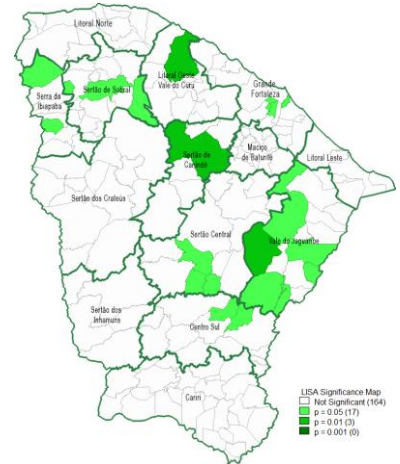 Litoral Norte
Serra da
Ibiapaba
Sertão de Sobral
Litoral Oeste
Vale do Curu
Grande
Fortaleza
Sertão de
Canindé
Maciço
de Baturité
Litoral Leste
Sertão dos Crateús
Sertão Central
Vale do Jaguaribe
Sertão dos
Inhamuns
Centro Sul
Cariri
LISA Significance Map
Not Significant (164)
p = 0.05 (17)
p = 0.01 (3)
p = 0.001 (0)